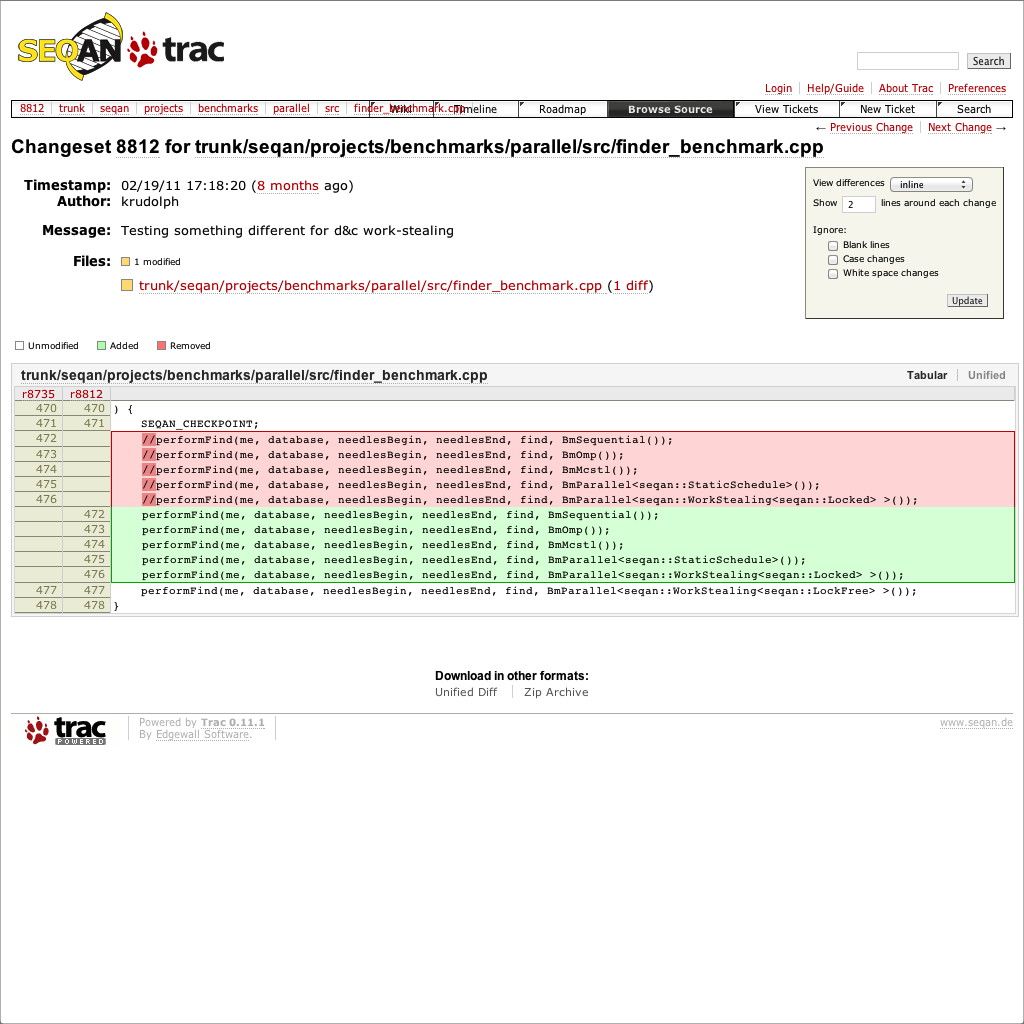 SEQAN trac
Search
Login Help/Guide About Trac Preferences
8812 trunk seqan projects benchmarks parallel src finder_benchmark.cpp Wiki Timeline Roadmap Browse Source View Tickets New Ticket Search
← Previous Change Next Change →
Changeset 8812 for trunk/seqan/projects/benchmarks/parallel/src/finder_benchmark.cpp
View differences inline
Show 2 lines around each change
Ignore:
Blank lines
Case changes
White space changes
Update
Timestamp: 02/19/11 17:18:20 (8 months ago)
Author: krudolph
Message: Testing something different for d&c work-stealing
Files: 1 modified
trunk/seqan/projects/benchmarks/parallel/src/finder_benchmark.cpp (1 diff)
Unmodified Added Removed
trunk/seqan/projects/benchmarks/parallel/src/finder_benchmark.cpp Tabular Unified
r8735 r8812
470 470 ) {
471 471 SEQAN_CHECKPOINT;
472 //performFind(me, database, needlesBegin, needlesEnd, find, BmSequential());
473 //performFind(me, database, needlesBegin, needlesEnd, find, BmOmp());
474 //performFind(me, database, needlesBegin, needlesEnd, find, BmMcstl());
475 //performFind(me, database, needlesBegin, needlesEnd, find, BmParallel<seqan::StaticSchedule>());
476 //performFind(me, database, needlesBegin, needlesEnd, find, BmParallel<seqan::WorkStealing<seqan::Locked> >());
472 performFind(me, database, needlesBegin, needlesEnd, find, BmSequential());
473 performFind(me, database, needlesBegin, needlesEnd, find, BmOmp());
474 performFind(me, database, needlesBegin, needlesEnd, find, BmMcstl());
475 performFind(me, database, needlesBegin, needlesEnd, find, BmParallel<seqan::StaticSchedule>());
476 performFind(me, database, needlesBegin, needlesEnd, find, BmParallel<seqan::WorkStealing<seqan::Locked> >());
477 477 performFind(me, database, needlesBegin, needlesEnd, find, BmParallel<seqan::WorkStealing<seqan::LockFree> >());
478 478 }
Download in other formats:
Unified Diff Zip Archive
trac POWERED
Powered by Trac 0.11.1
By Edgewall Software.
www.seqan.de